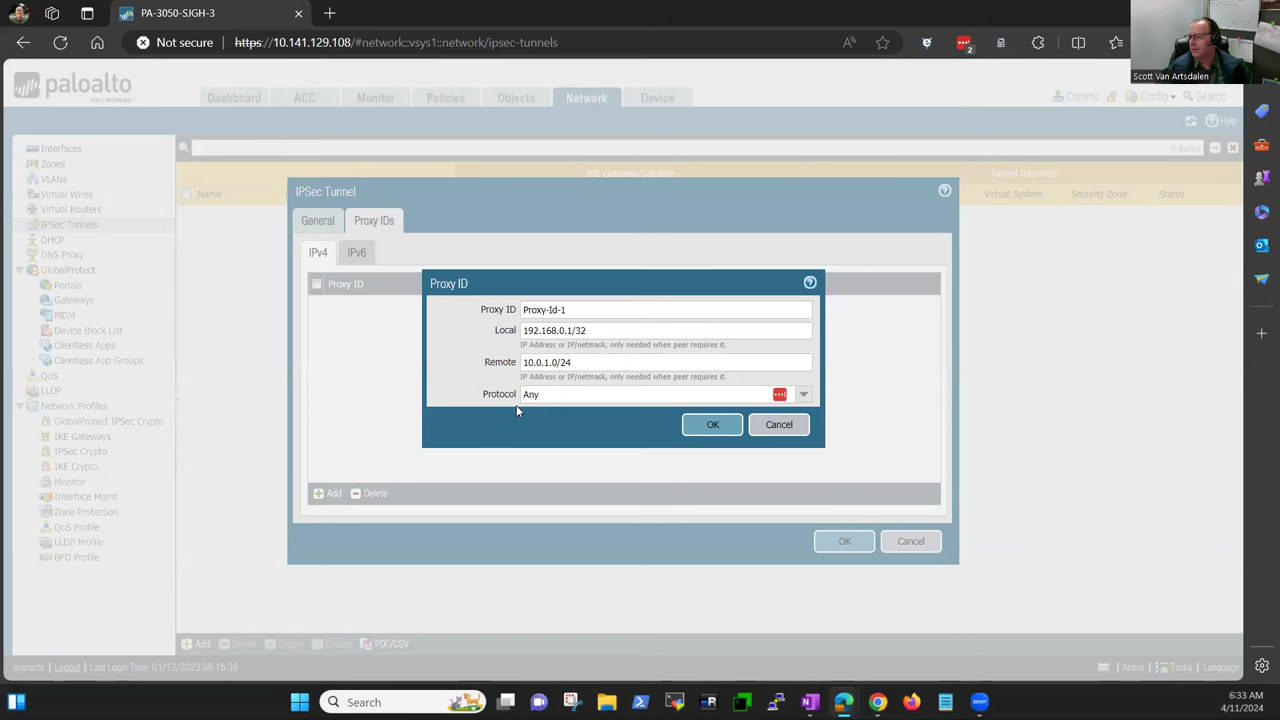 PA-3050-SJGH-3
Not secure
https://10.141.129.108/#network::vsys1::network/ipsec-tunnels
2
Scott Van Artsdalen
paloalto
NETWORKS
Dashboard
ACC
Monitor
Policies
Objects
Network
Device
Commit
Config
Search
Help
Interfaces
Zones
VLANs
Virtual Wires
Virtual Routers
IPSec Tunnels
DHCP
DNS Proxy
GlobalProtect
Portals
Gateways
MDM
Device Block List
Clientless Apps
Clientless App Groups
QoS
LLDP
Network Profiles
GlobalProtect IPSec Crypto
IKE Gateways
IPSec Crypto
IKE Crypto
Monitor
Interface Mgmt
Zone Protection
QoS Profile
LLDP Profile
BFD Profile
0 items
IKE Gateway/Satellite
Tunnel Interface
Name
Virtual System
Security Zone
Status
IPSec Tunnel
General
Proxy IDs
IPv4
IPv6
Proxy ID
Proxy ID
Proxy ID
Proxy-Id-1
Local
192.168.0.1/32
IP Address or IP/netmask, only needed when peer requires it.
Remote
10.0.1.0/24
IP Address or IP/netmask, only needed when peer requires it.
Protocol
Any
OK
Cancel
Add
Delete
OK
Cancel
Add
Delete
Enable
Disable
PDF/CSV
svanarts
Logout
Last Login Time: 01/12/2023 09:16:38
Active
Tasks
Language
Search
6:33 AM
4/11/2024